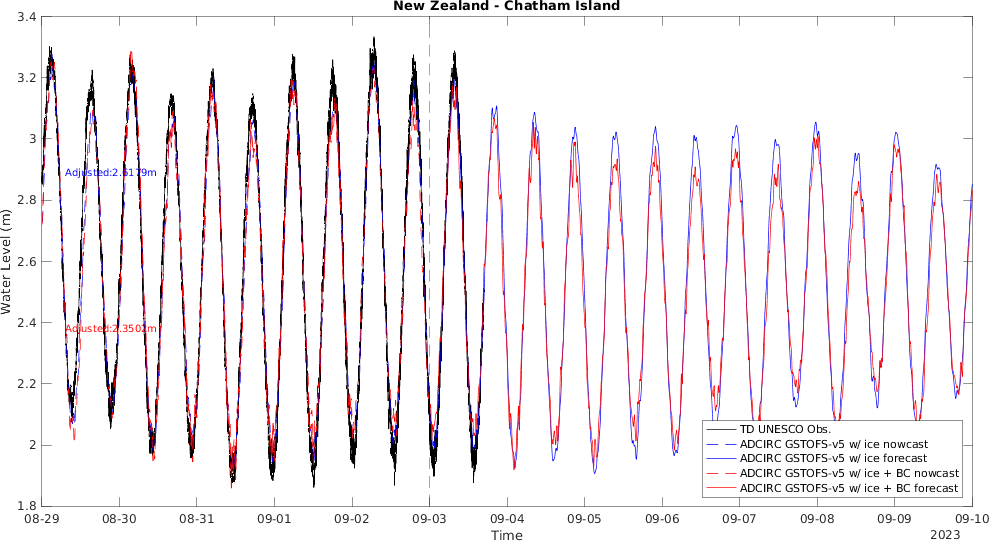 New Zealand - Chatham Island
3.4
3.2
3
2.8
2.6
2.4
2.2
2
1.8
Water Level (m)
Adjusted:2.6179m
Adjusted:2.3502m
TD UNESCO Obs.
ADCIRC GSTOFS-v5 w/ ice nowcast
ADCIRC GSTOFS-v5 w/ ice forecast
ADCIRC GSTOFS-v5 w/ ice + BC nowcast
ADCIRC GSTOFS-v5 w/ ice + BC forecast
08-29 08-30 08-31 09-01 09-02 09-03 09-04 09-05 09-06 09-07 09-08 09-09 09-10
Time
2023